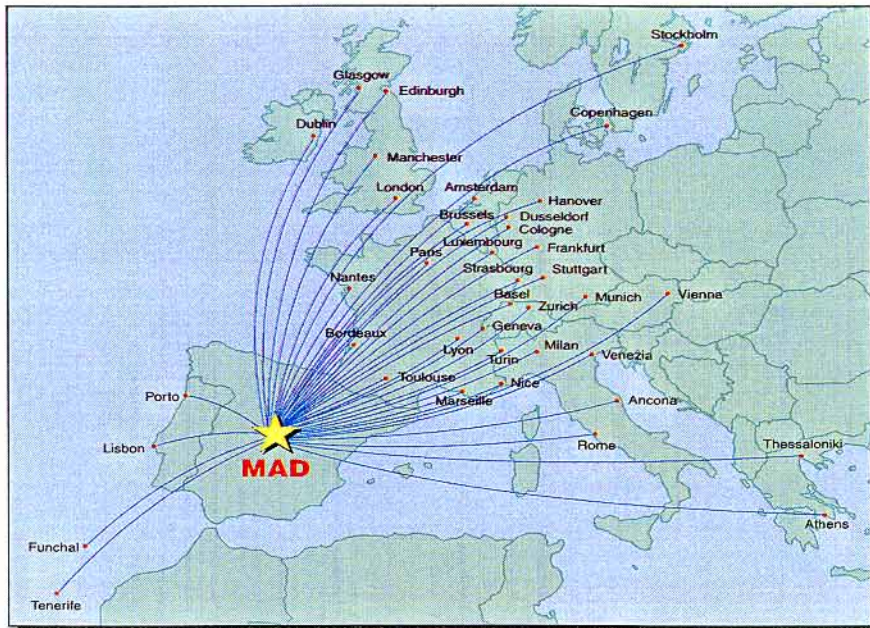 Stockholm
Glasgow
Edinburgh
Copenhagen
Dublin
Manchester
London
Amsterdam
Hanover
Brussels
Dusseldorf
Cologne
Luxembourg
Frankfurt
Paris
Strasbourg
Stuttgart
Nantes
Basel
Zurich
Munich
Vienna
Bordeaux
Geneva
Lyon
Turin
Milan
Venezia
Toulouse
Nice
Marseille
Porto
Ancona
Lisbon
Rome
Thessaloniki
MAD
Athens
Funchal
Tenerife